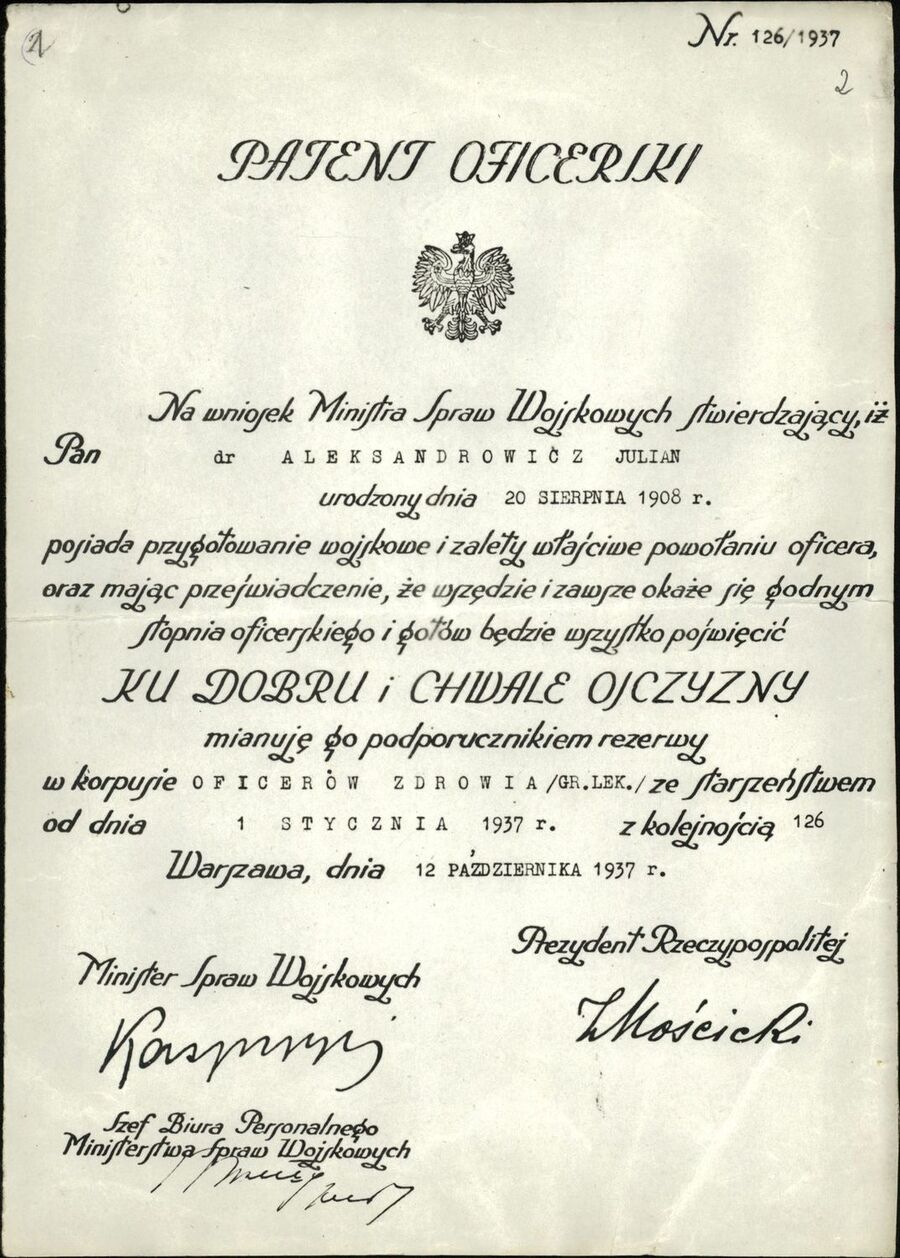 2
Nr. 126/1937
2
PATENT OFICERSKI
Na wniosek Ministra Spraw Wojskowych stwierdzający, iż
Pan dr ALEKSANDROWICZ JULIAN
urodzony dnia 20 SIERPNIA 1908 r.
posiada przygotowanie wojskowe i zalety właściwe powołaniu oficera,
oraz mając przeświadczenie, że wszędzie i zawsze okaże się godnym
stopnia oficerskiego i gotów będzie wszystko poświęcić
KU DOBRU i CHWALE OJCZYZNY
mianuję go podporucznikiem rezerwy
w korpusie OFICERÓW ZDROWIA/GR.LEK./ ze starszeństwem
od dnia 1 STYCZNIA 1937 r. z kolejnością 126
Warszawa, dnia 12 PAŹDZIERNIKA 1937 r.
Prezydent Rzeczypospolitej
Minister Spraw Wojskowych
IMościcki
Kasprzycki
Szef Biura Personalnego
Ministerstwa Spraw Wojskowych